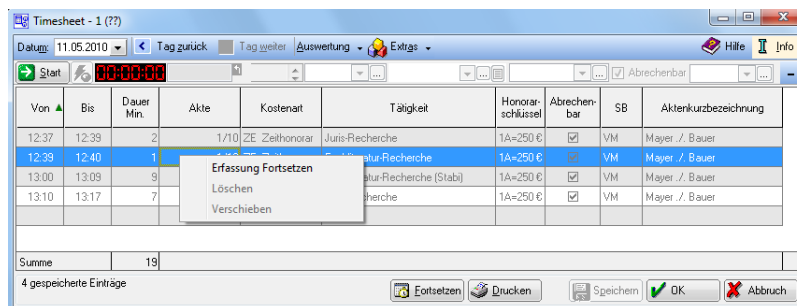 Timesheet - 1 (??)
Datum: 11.05.2010 Tag zurück Tag weiter Auswertung Extras Hilfe Info
Start 00:00:00 ... ... ... Abrechenbar ...
Von Bis Dauer Min. Akte Kostenart Tätigkeit Honorar-schlüssel Abrechen-bar SB Aktenkurzbezeichnung
12:37 12:39 2 1/10 ZE Zeithonorar Juris-Recherche 1A=250 € VM Mayer ./. Bauer
12:39 12:40 1 atur-Recherche 1A=250 € VM Mayer ./. Bauer
Erfassung Fortsetzen
13:00 13:09 9 atur-Recherche (Stabi) 1A=250 € VM Mayer ./. Bauer
Löschen
13:10 13:17 7 cherche 1A=250 € VM Mayer ./. Bauer
Verschieben
Summe 19
4 gespeicherte Einträge Fortsetzen Drucken Speichern OK Abbruch